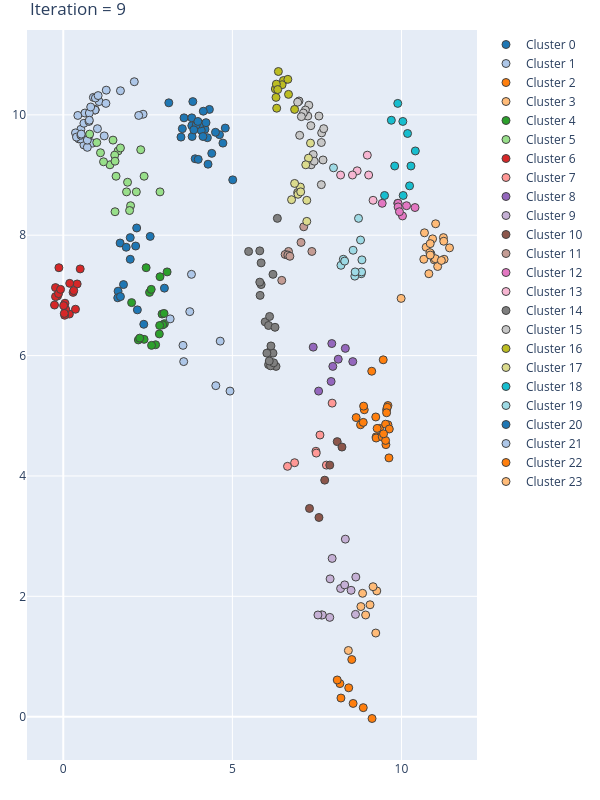 Iteration = 9
10
8
6
4
2
0
0
5
10
Cluster 0
Cluster 1
Cluster 2
Cluster 3
Cluster 4
Cluster 5
Cluster 6
Cluster 7
Cluster 8
Cluster 9
Cluster 10
Cluster 11
Cluster 12
Cluster 13
Cluster 14
Cluster 15
Cluster 16
Cluster 17
Cluster 18
Cluster 19
Cluster 20
Cluster 21
Cluster 22
Cluster 23